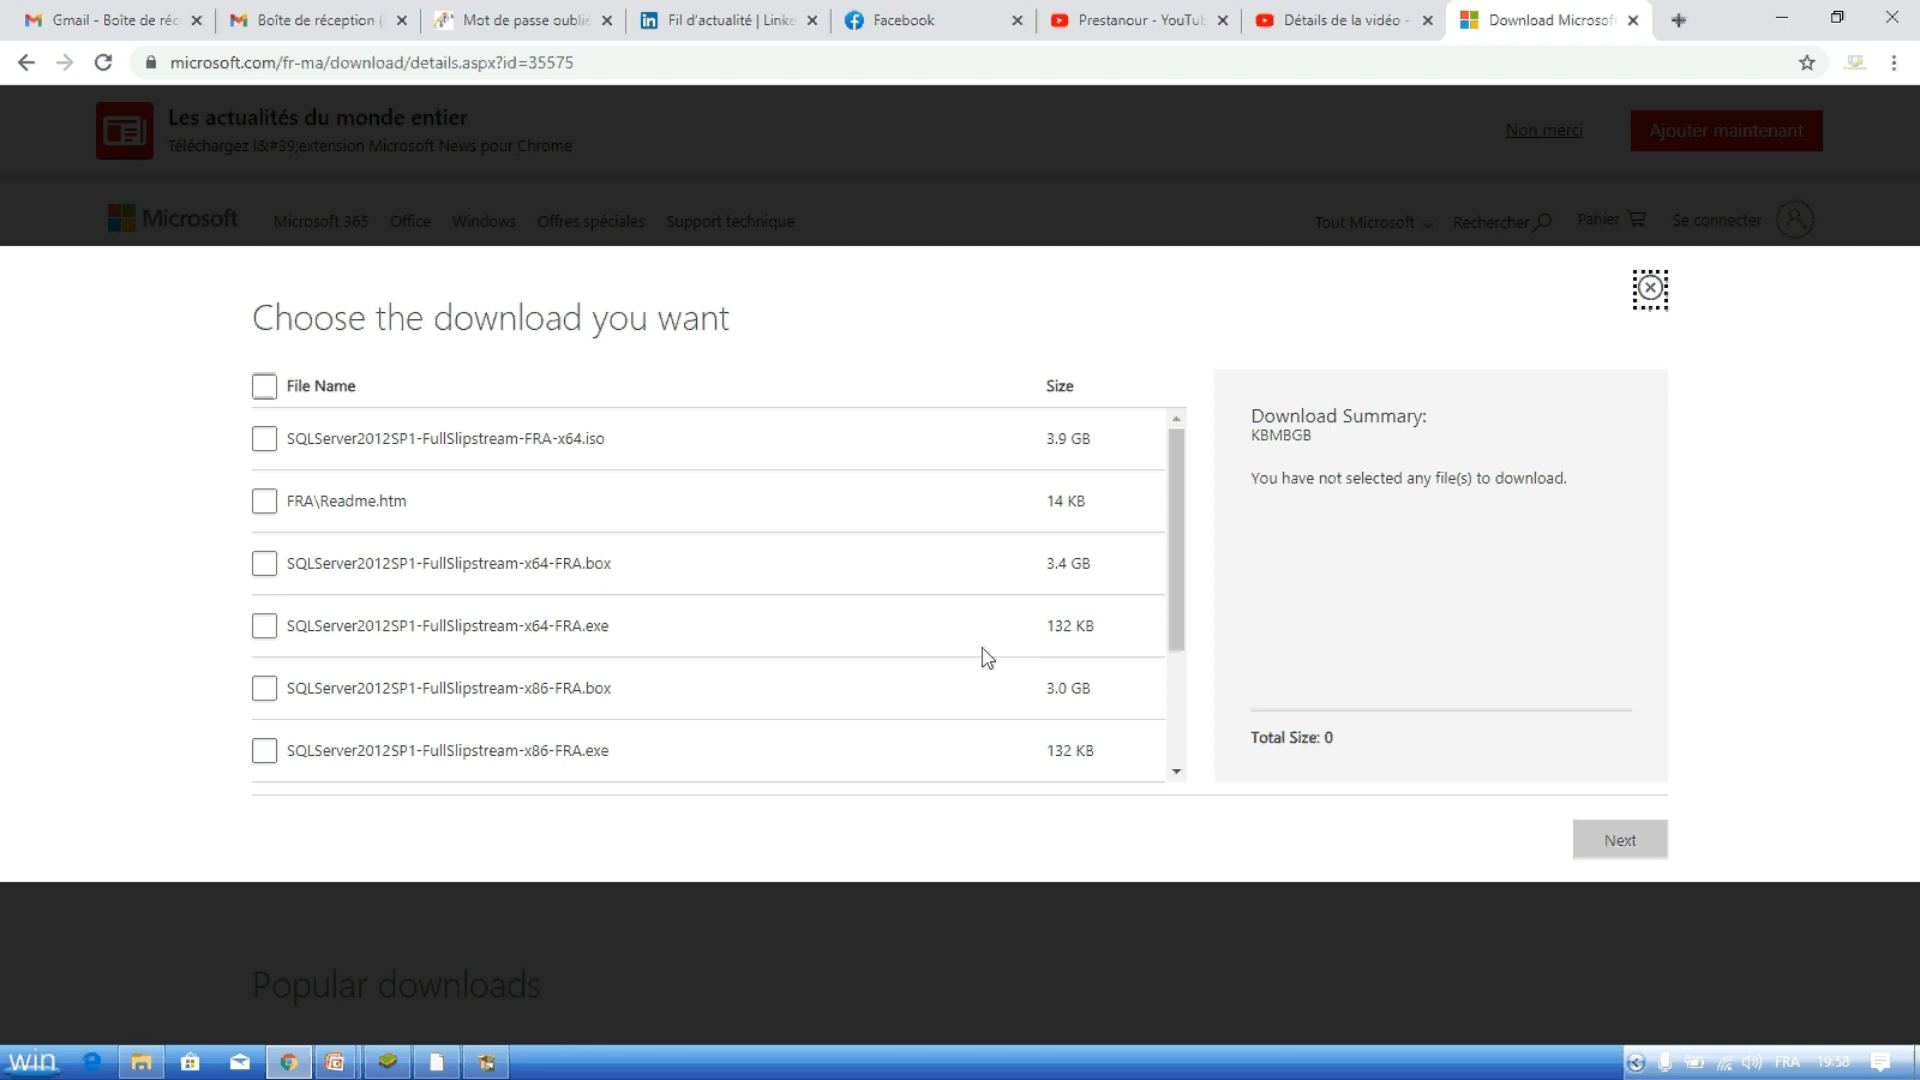 Gmail - Boîte de réc
Boîte de réception (
Mot de passe oublié
Fil d'actualité | Linke
Facebook
Prestanour - YouTub
Détails de la vidéo -
Download Microsoft
microsoft.com/fr-ma/download/details.aspx?id=35575
Les actualités du monde entier
Téléchargez l&#39;extension Microsoft News pour Chrome
Non merci
Ajouter maintenant
Microsoft
Microsoft 365
Office
Windows
Offres spéciales
Support technique
Tout Microsoft
Rechercher
Panier
Se connecter
Choose the download you want
File Name
Size
SQLServer2012SP1-FullSlipstream-FRA-x64.iso
3.9 GB
FRA\Readme.htm
14 KB
SQLServer2012SP1-FullSlipstream-x64-FRA.box
3.4 GB
SQLServer2012SP1-FullSlipstream-x64-FRA.exe
132 KB
SQLServer2012SP1-FullSlipstream-x86-FRA.box
3.0 GB
SQLServer2012SP1-FullSlipstream-x86-FRA.exe
132 KB
Download Summary:
KBMBGB
You have not selected any file(s) to download.
Total Size: 0
Next
Popular downloads
win
FRA
19:58